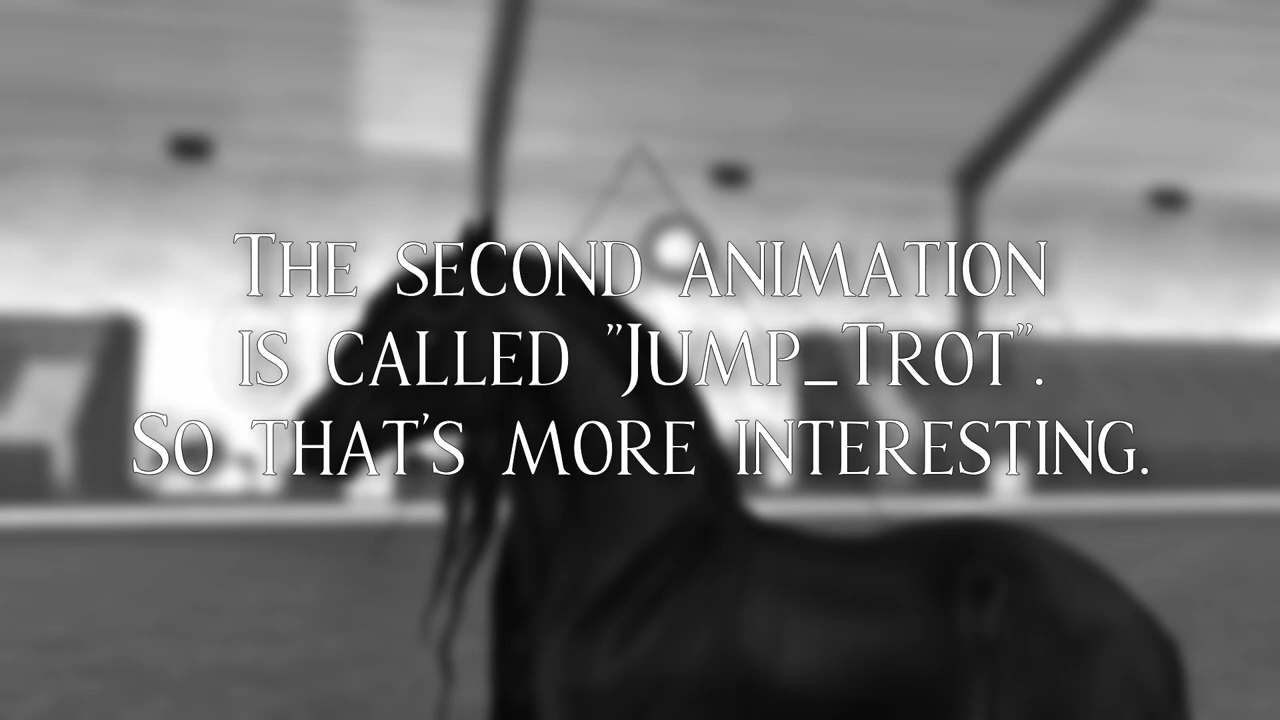 The second animation
is called "Jump_Trot".
So that's more interesting.